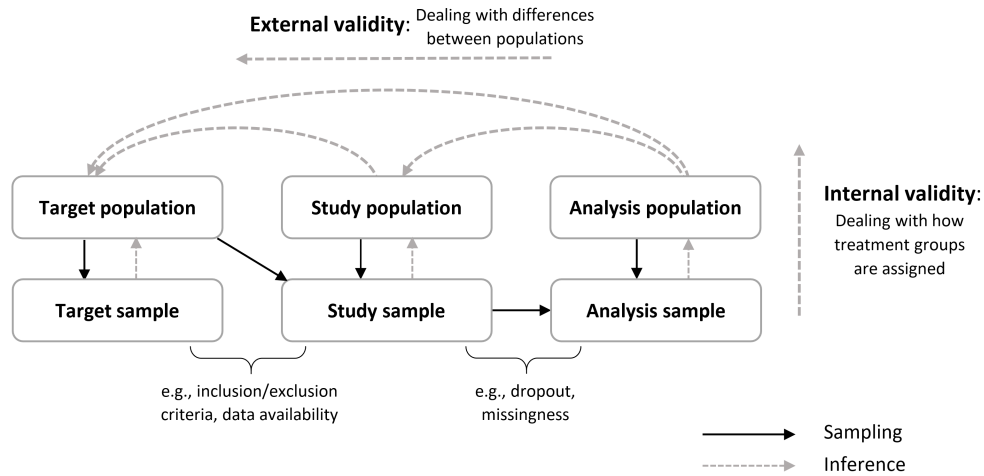 External validity: Dealing with differences
between populations
Target population
Study population
Analysis population
Internal validity:
Dealing with how
treatment groups
are assigned
Target sample
Study sample
Analysis sample
e.g., inclusion/exclusion
criteria, data availability
e.g., dropout,
missingness
Sampling
Inference